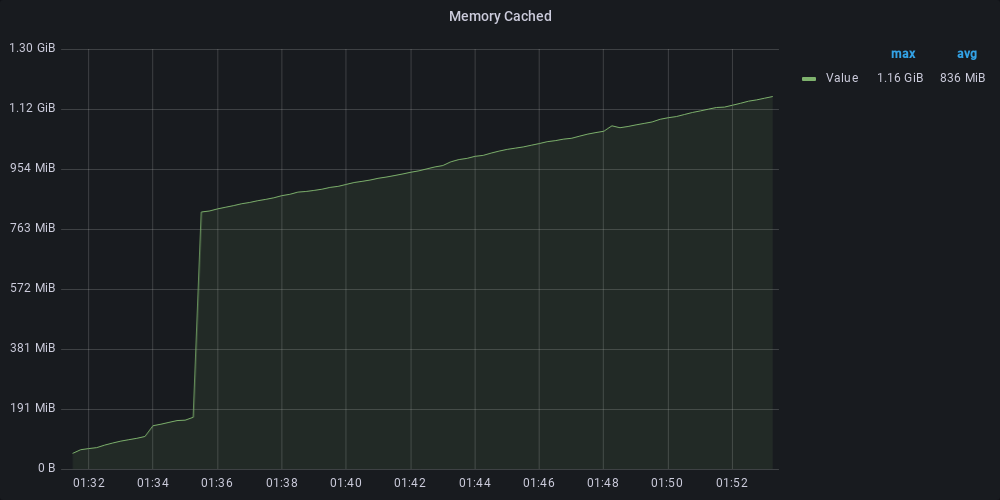 Memory Cached
1.30 GiB
1.12 GiB
954 MiB
763 MiB
572 MiB
381 MiB
191 MiB
0 B
01:32 01:34 01:36 01:38 01:40 01:42 01:44 01:46 01:48 01:50 01:52
max avg
Value 1.16 GiB 836 MiB